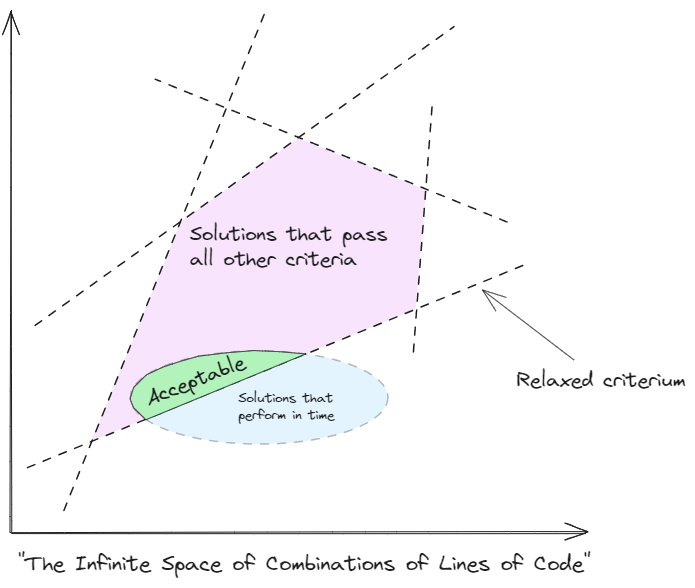 Solutions that pass
all other criteria
Acceptable
Solutions that
perform in time
Relaxed criterium
"The Infinite Space of Combinations of Lines of Code"